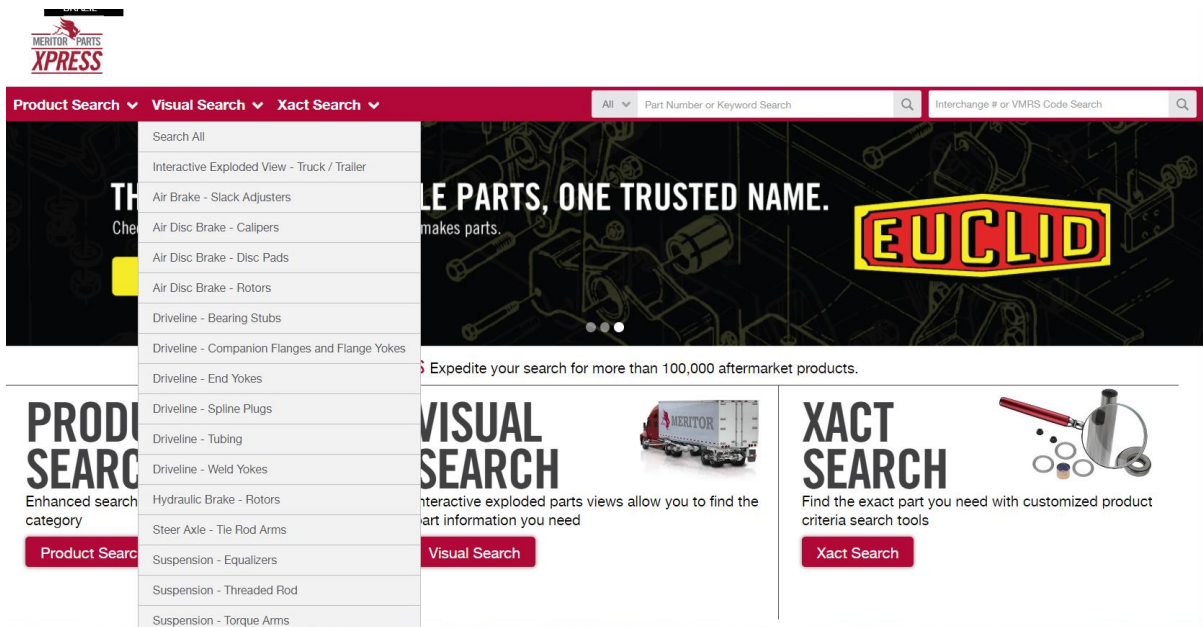 MERITOR PARTS
XPRESS
Product Search
Visual Search
Xact Search
All
Part Number or Keyword Search
Interchange # or VMRS Code Search
Search All
Interactive Exploded View - Truck / Trailer
Air Brake - Slack Adjusters
Air Disc Brake - Calipers
Air Disc Brake - Disc Pads
Air Disc Brake - Rotors
Driveline - Bearing Stubs
Driveline - Companion Flanges and Flange Yokes
Driveline - End Yokes
Driveline - Spline Plugs
Driveline - Tubing
Driveline - Weld Yokes
Hydraulic Brake - Rotors
Steer Axle - Tie Rod Arms
Suspension - Equalizers
Suspension - Threaded Rod
Suspension - Torque Arms
PARTS, ONE TRUSTED NAME.
makes parts.
EUCLID
Expedite your search for more than 100,000 aftermarket products.
Enhanced search
category
Product
VISUAL
SEARCH
MERITOR
exploded parts views allow you to find the
information you need
Visual Search
XACT
SEARCH
Find the exact part you need with customized product
criteria search tools
Xact Search